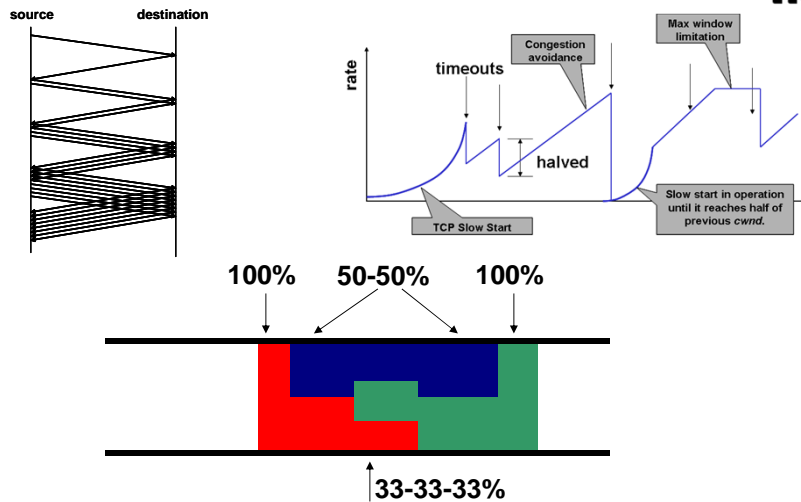 source
destination
rate
timeouts
Congestion
avoidance
Max window
limitation
halved
TCP Slow Start
Slow start in operation
until it reaches half of
previous cwnd.
100%
50-50%
100%
33-33-33%